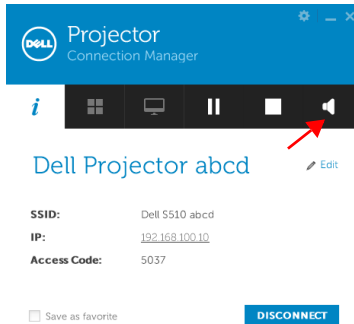 DELL
Projector
Connection Manager
i
Dell Projector abcd
Edit
SSID: Dell S510 abcd
IP: 192.168.100.10
Access Code: 5037
Save as favorite
DISCONNECT